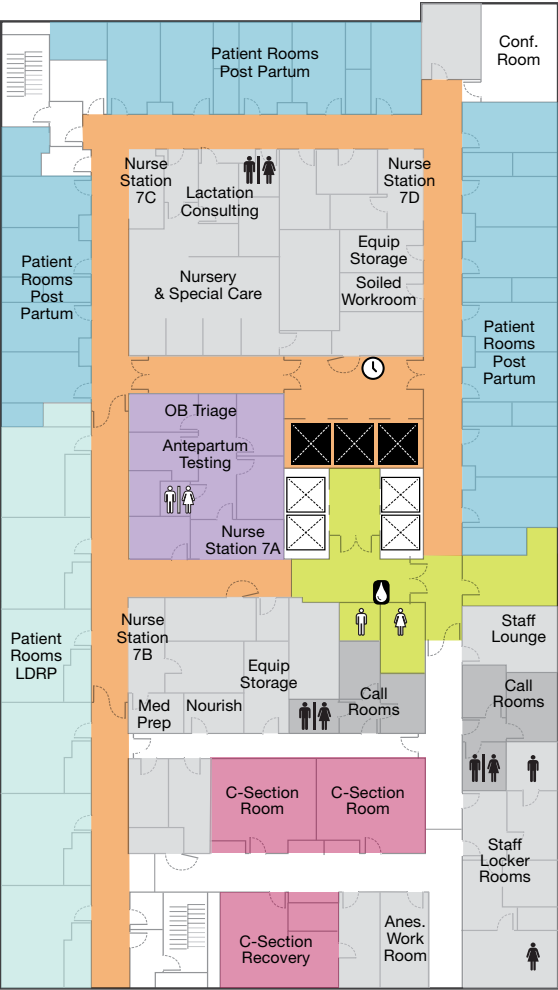 Patient Rooms
Post Partum
Conf.
Room
Nurse
Station
7C
Lactation
Consulting
Nurse
Station
7D
Equip
Storage
Nursery
& Special Care
Soiled
Workroom
Patient
Rooms
Post
Partum
Patient
Rooms
Post
Partum
OB Triage
Antepartum
Testing
Nurse
Station 7A
Nurse
Station
7B
Equip
Storage
Med
Prep
Nourish
Call
Rooms
Staff
Lounge
Call
Rooms
Patient
Rooms
LDRP
C-Section
Room
C-Section
Room
Staff
Locker
Rooms
C-Section
Recovery
Anes.
Work
Room